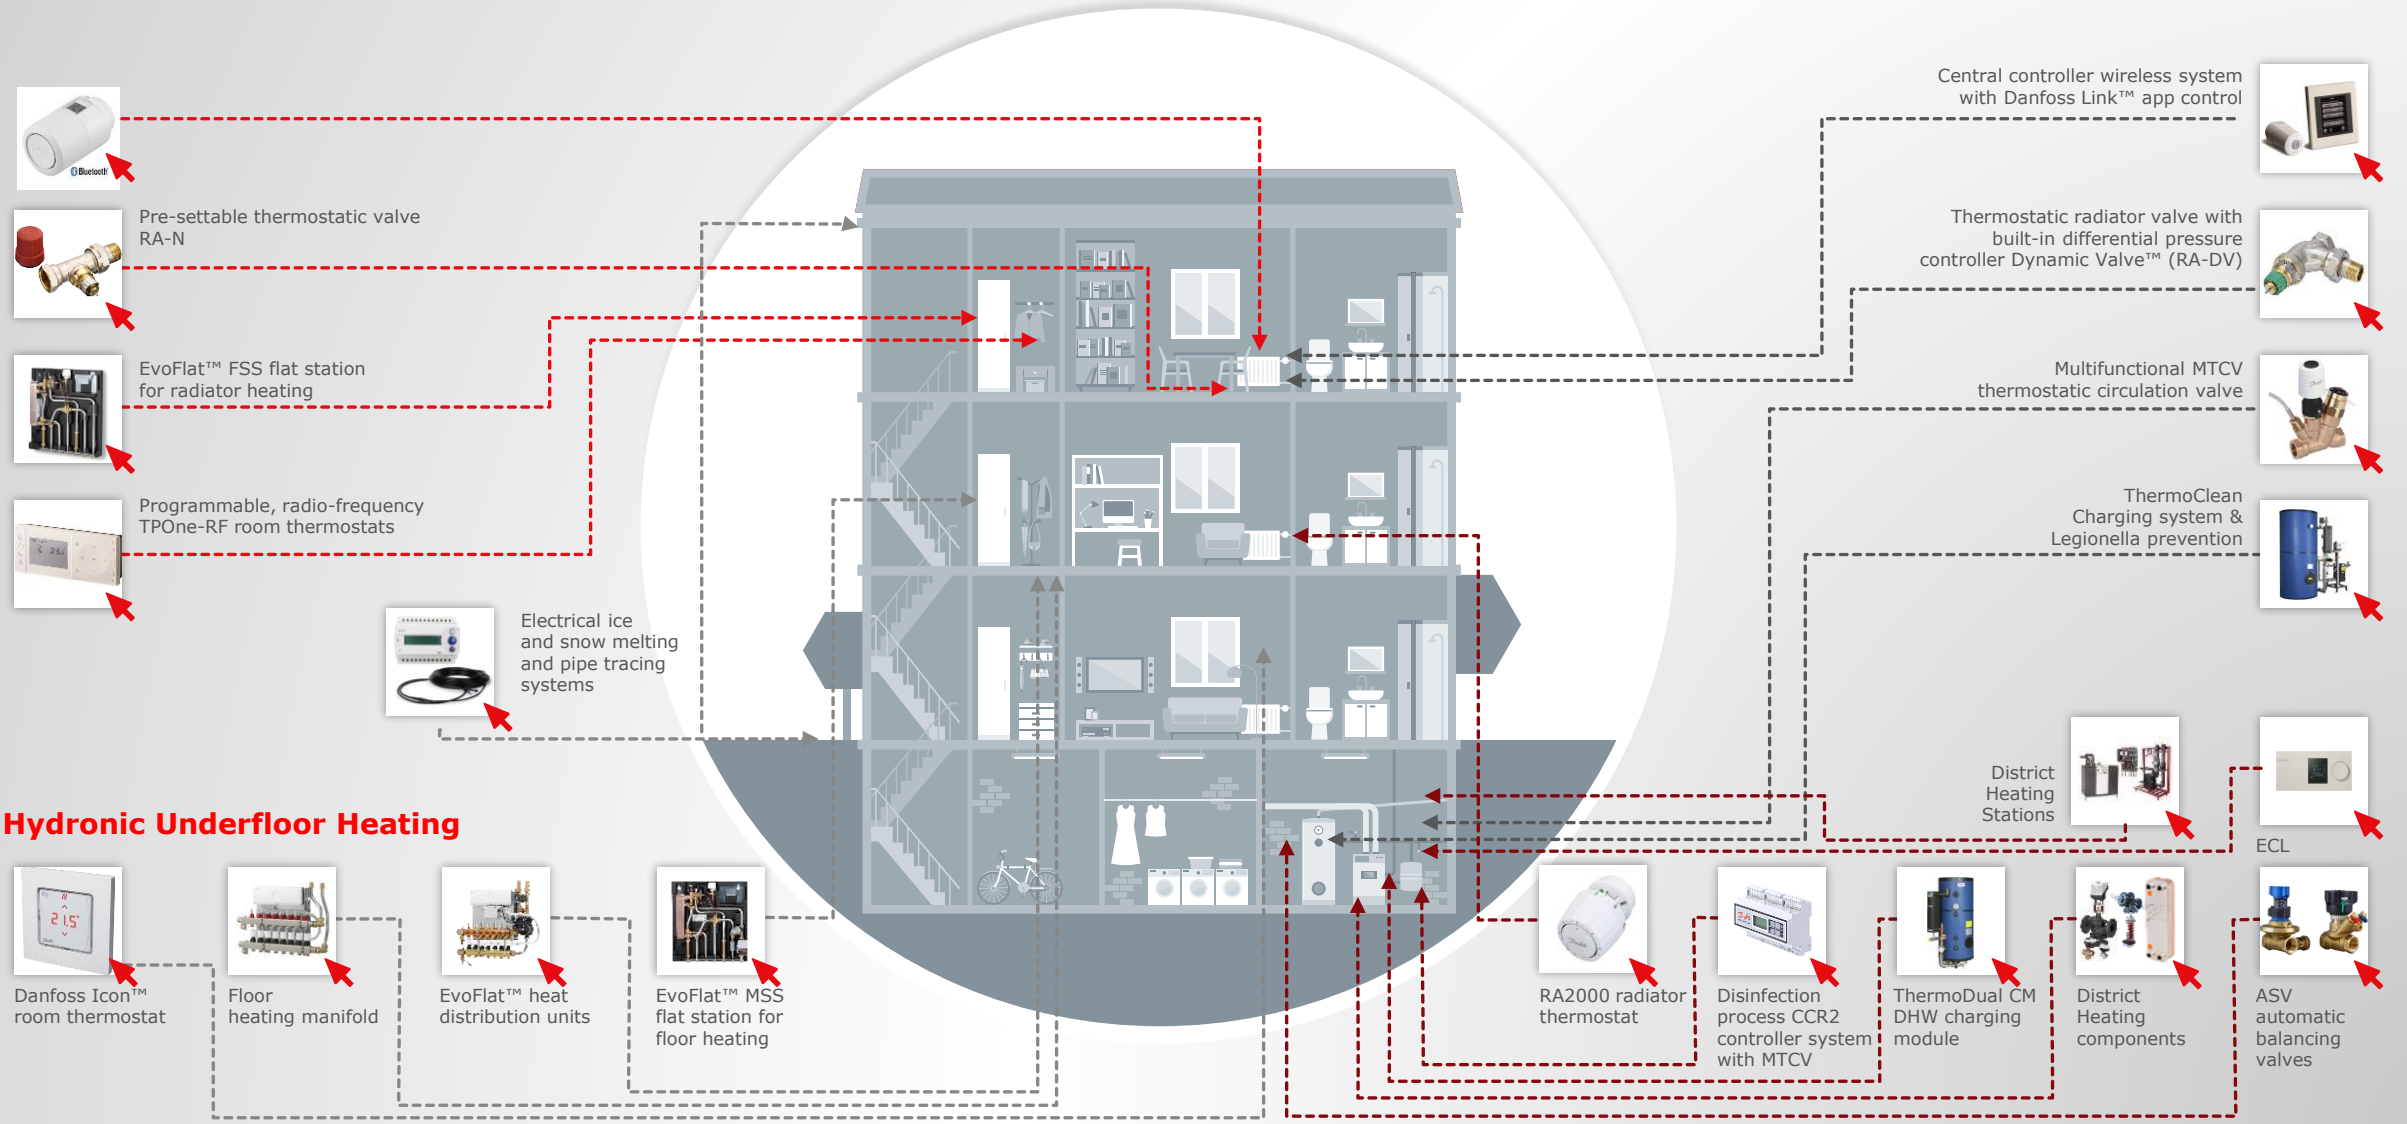 Bluetooth
Pre-settable thermostatic valve
RA-N
EvoFlat™ FSS flat station
for radiator heating
Programmable, radio-frequency
TPOne-RF room thermostats
Electrical ice
and snow melting
and pipe tracing
systems
Central controller wireless system
with Danfoss Link™ app control
Thermostatic radiator valve with
built-in differential pressure
controller Dynamic Valve™ (RA-DV)
Multifunctional MTCV
thermostatic circulation valve
ThermoClean
Charging system &
Legionella prevention
District
Heating
Stations
ECL
Hydronic Underfloor Heating
21.5°
Danfoss Icon™
room thermostat
Floor
heating manifold
EvoFlat™ heat
distribution units
EvoFlat™ MSS
flat station for
floor heating
RA2000 radiator
thermostat
Disinfection
process CCR2
controller system
with MTCV
ThermoDual CM
DHW charging
module
District
Heating
components
ASV
automatic
balancing
valves